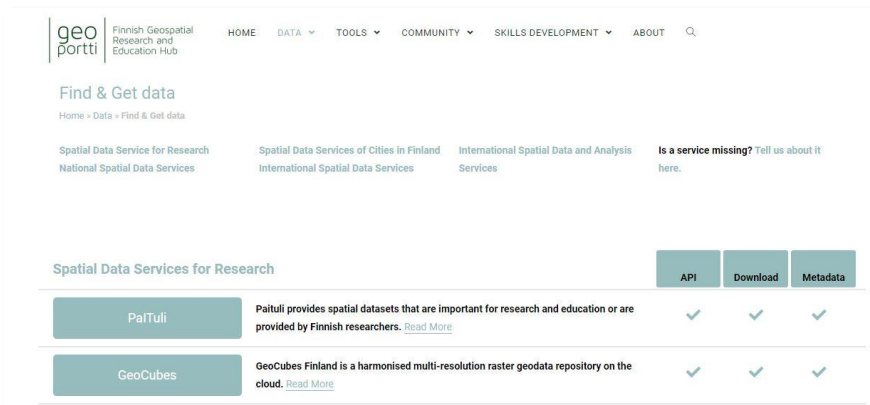 geo
portti
Finnish Geospatial
Research and
Education Hub
HOME DATA TOOLS COMMUNITY SKILLS DEVELOPMENT ABOUT
Find & Get data
Home » Data » Find & Get data
Spatial Data Service for Research
National Spatial Data Services
Spatial Data Services of Cities in Finland
International Spatial Data Services
International Spatial Data and Analysis
Services
Is a service missing? Tell us about it
here.
Spatial Data Services for Research
API Download Metadata
PaITuli
Paituli provides spatial datasets that are important for research and education or are
provided by Finnish researchers. Read More
GeoCubes
GeoCubes Finland is a harmonised multi-resolution raster geodata repository on the
cloud. Read More